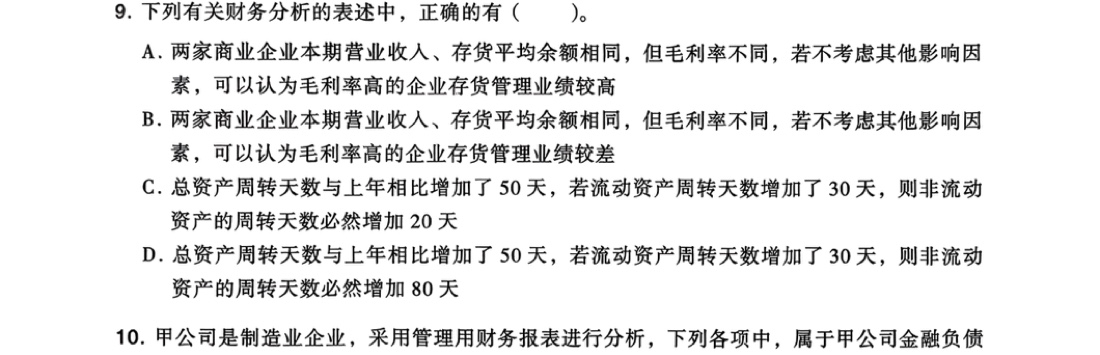 9. 下列有关财务分析的表述中，正确的有（　　）。
A. 两家商业企业本期营业收入、存货平均余额相同，但毛利率不同，若不考虑其他影响因
素，可以认为毛利率高的企业存货管理业绩较高
B. 两家商业企业本期营业收入、存货平均余额相同，但毛利率不同，若不考虑其他影响因
素，可以认为毛利率高的企业存货管理业绩较差
C. 总资产周转天数与上年相比增加了 50 天，若流动资产周转天数增加了 30 天，则非流动
资产的周转天数必然增加 20 天
D. 总资产周转天数与上年相比增加了 50 天，若流动资产周转天数增加了 30 天，则非流动
资产的周转天数必然增加 80 天
10. 甲公司是制造业企业，采用管理用财务报表进行分析，下列各项中，属于甲公司金融负债